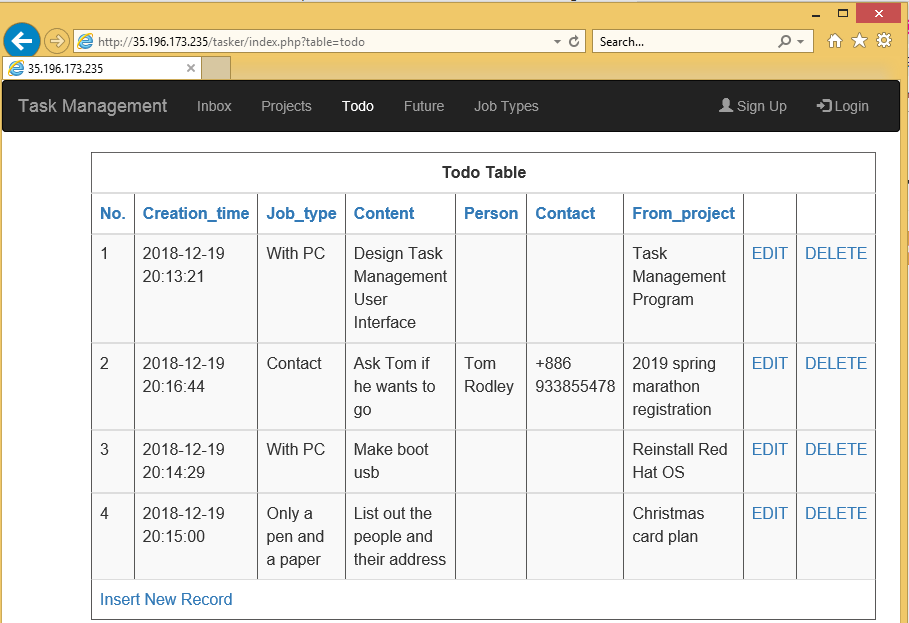 http://35.196.173.235/tasker/index.php?table=todo
Search...
35.196.173.235
Task Management Inbox Projects Todo Future Job Types Sign Up Login
Todo Table
No. Creation_time Job_type Content Person Contact From_project
1 2018-12-19 With PC Design Task Task EDIT DELETE
20:13:21 Management Management
User Program
Interface
2 2018-12-19 Contact Ask Tom if Tom +886 2019 spring EDIT DELETE
20:16:44 he wants to Rodley 933855478 marathon
go registration
3 2018-12-19 With PC Make boot Reinstall Red EDIT DELETE
20:14:29 usb Hat OS
4 2018-12-19 Only a List out the Christmas EDIT DELETE
20:15:00 pen and people and card plan
a paper their address
Insert New Record